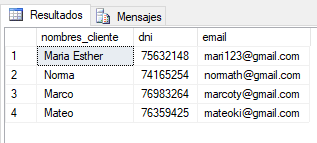 Resultados Mensajes
nombres_cliente dni email
1 Maria Esther 75632148 mari123@gmail.com
2 Norma 74165254 normath@gmail.com
3 Marco 76983264 marcoty@gmail.com
4 Mateo 76359425 mateoki@gmail.com